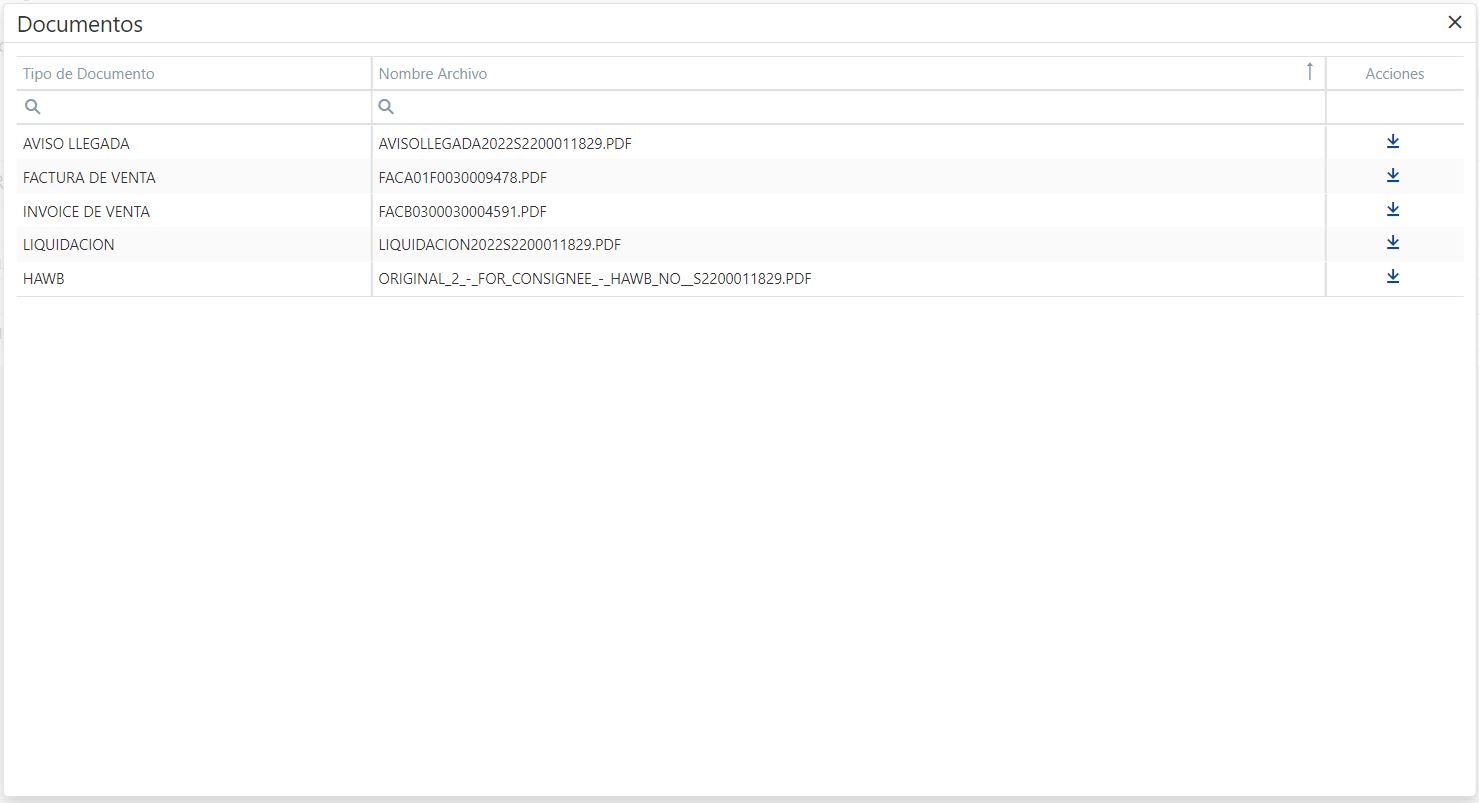 Documentos
Tipo de Documento Nombre Archivo Acciones
AVISO LLEGADA AVISOLLEGADA2022S2200011829.PDF
FACTURA DE VENTA FACA01F0030009478.PDF
INVOICE DE VENTA FACB0300030004591.PDF
LIQUIDACION LIQUIDACION2022S2200011829.PDF
HAWB ORIGINAL_2_-_FOR_CONSIGNEE_-_HAWB_NO__S2200011829.PDF